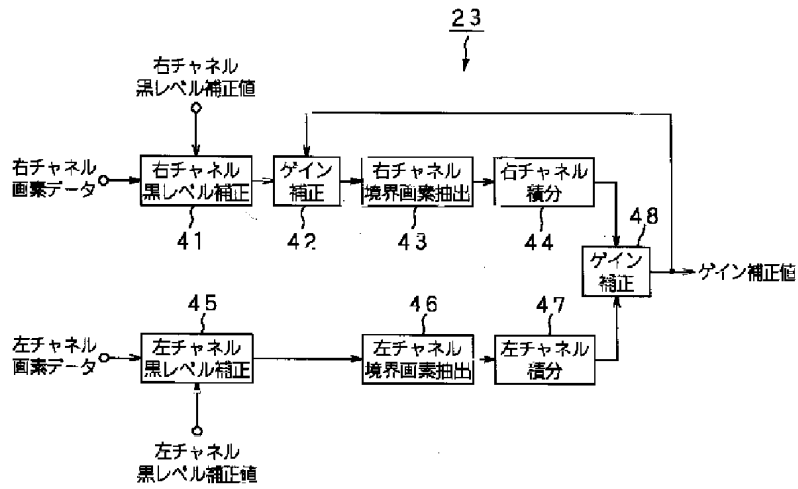 23
右チャネル
黒レベル補正値
右チャネル
画素データ
右チャネル
黒レベル補正
41
ゲイン
補正
42
右チャネル
境界画素抽出
43
右チャネル
積分
44
48
ゲイン
補正
ゲイン補正値
45
46
47
左チャネル
画素データ
左チャネル
黒レベル補正
左チャネル
境界画素抽出
左チャネル
積分
左チャネル
黒レベル補正値